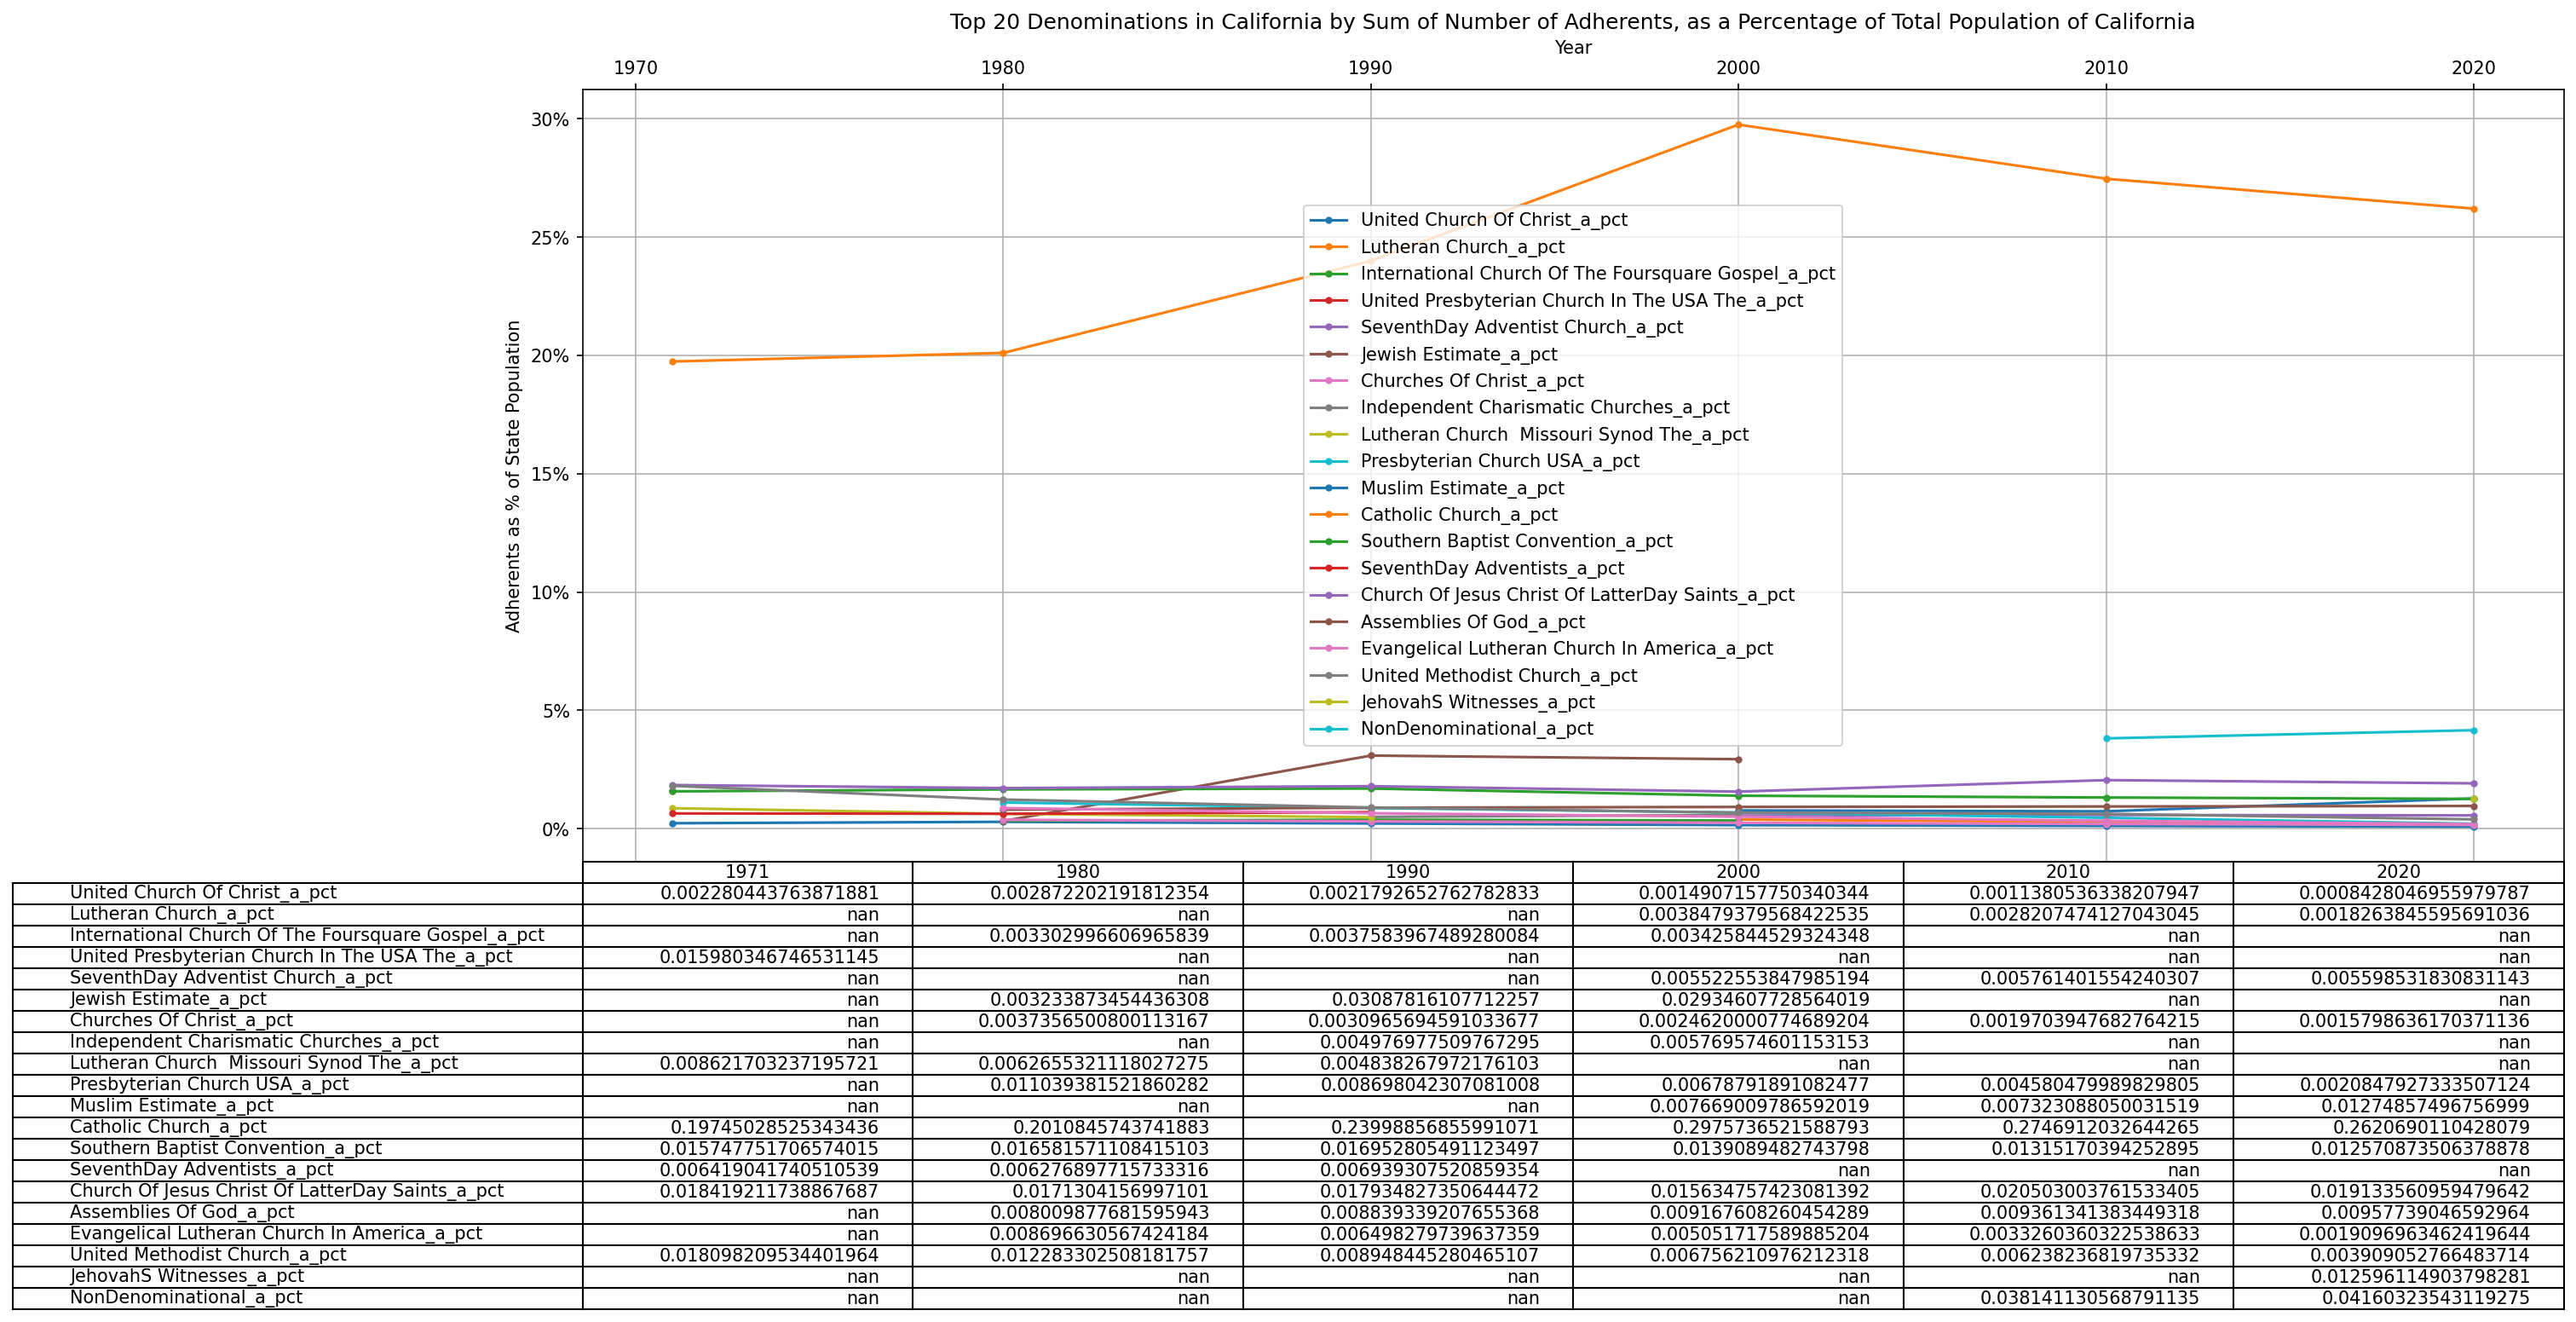 Top 20 Denominations in California by Sum of Number of Adherents, as a Percentage of Total Population of California
Year
1970 1980 1990 2000 2010 2020
30%
25%
20%
15%
10%
5%
0%
Adherents as % of State Population
United Church Of Christ_a_pct
Lutheran Church_a_pct
International Church Of The Foursquare Gospel_a_pct
United Presbyterian Church In The USA The_a_pct
SeventhDay Adventist Church_a_pct
Jewish Estimate_a_pct
Churches Of Christ_a_pct
Independent Charismatic Churches_a_pct
Lutheran Church  Missouri Synod The_a_pct
Presbyterian Church USA_a_pct
Muslim Estimate_a_pct
Catholic Church_a_pct
Southern Baptist Convention_a_pct
SeventhDay Adventists_a_pct
Church Of Jesus Christ Of LatterDay Saints_a_pct
Assemblies Of God_a_pct
Evangelical Lutheran Church In America_a_pct
United Methodist Church_a_pct
JehovahS Witnesses_a_pct
NonDenominational_a_pct
1971 1980 1990 2000 2010 2020
United Church Of Christ_a_pct 0.002280443763871881 0.002872202191812354 0.0021792652762782833 0.0014907157750340344 0.0011380536338207947 0.0008428046955979787
Lutheran Church_a_pct nan nan nan 0.0038479379568422535 0.0028207474127043045 0.0018263845595691036
International Church Of The Foursquare Gospel_a_pct nan 0.003302996606965839 0.0037583967489280084 0.003425844529324348 nan nan
United Presbyterian Church In The USA The_a_pct 0.015980346746531145 nan nan nan nan nan
SeventhDay Adventist Church_a_pct nan nan nan 0.005522553847985194 0.005761401554240307 0.005598531830831143
Jewish Estimate_a_pct nan 0.003233873454436308 0.03087816107712257 0.02934607728564019 nan nan
Churches Of Christ_a_pct nan 0.0037356500800113167 0.0030965694591033677 0.0024620000774689204 0.0019703947682764215 0.0015798636170371136
Independent Charismatic Churches_a_pct nan nan 0.004976977509767295 0.005769574601153153 nan nan
Lutheran Church  Missouri Synod The_a_pct 0.008621703237195721 0.0062655321118027275 0.004838267972176103 nan nan nan
Presbyterian Church USA_a_pct nan 0.011039381521860282 0.008698042307081008 0.00678791891082477 0.004580479989829805 0.0020847927333507124
Muslim Estimate_a_pct nan nan nan 0.007669009786592019 0.007323088050031519 0.012748574967 56999
Catholic Church_a_pct 0.19745028525343436 0.2010845743741883 0.23998856855991071 0.2975736521588793 0.2746912032644265 0.2620690110428079
Southern Baptist Convention_a_pct 0.015747751706574015 0.016581571108415103 0.016952805491123497 0.0139089482743798 0.01315170394252895 0.012570873506378878
SeventhDay Adventists_a_pct 0.006419041740510539 0.006276897715733316 0.006939307520859354 nan nan nan
Church Of Jesus Christ Of LatterDay Saints_a_pct 0.018419211738867687 0.0171304156997101 0.017934827350644472 0.015634757423081392 0.020503003761533405 0.019133560959479642
Assemblies Of God_a_pct nan 0.008009877681595943 0.008839339207655368 0.009167608260454289 0.009361341383449318 0.00957739046592964
Evangelical Lutheran Church In America_a_pct nan 0.008696630567424184 0.006498279739637359 0.005051717589885204 0.0033260360322538633 0.0019096963462419644
United Methodist Church_a_pct 0.018098209534401964 0.012283302508181757 0.008948445280465107 0.006756210976212318 0.006238236819735332 0.003909052766483714
JehovahS Witnesses_a_pct nan nan nan nan nan 0.012596114903798281
NonDenominational_a_pct nan nan nan nan 0.038141130568791135 0.04160323543119275